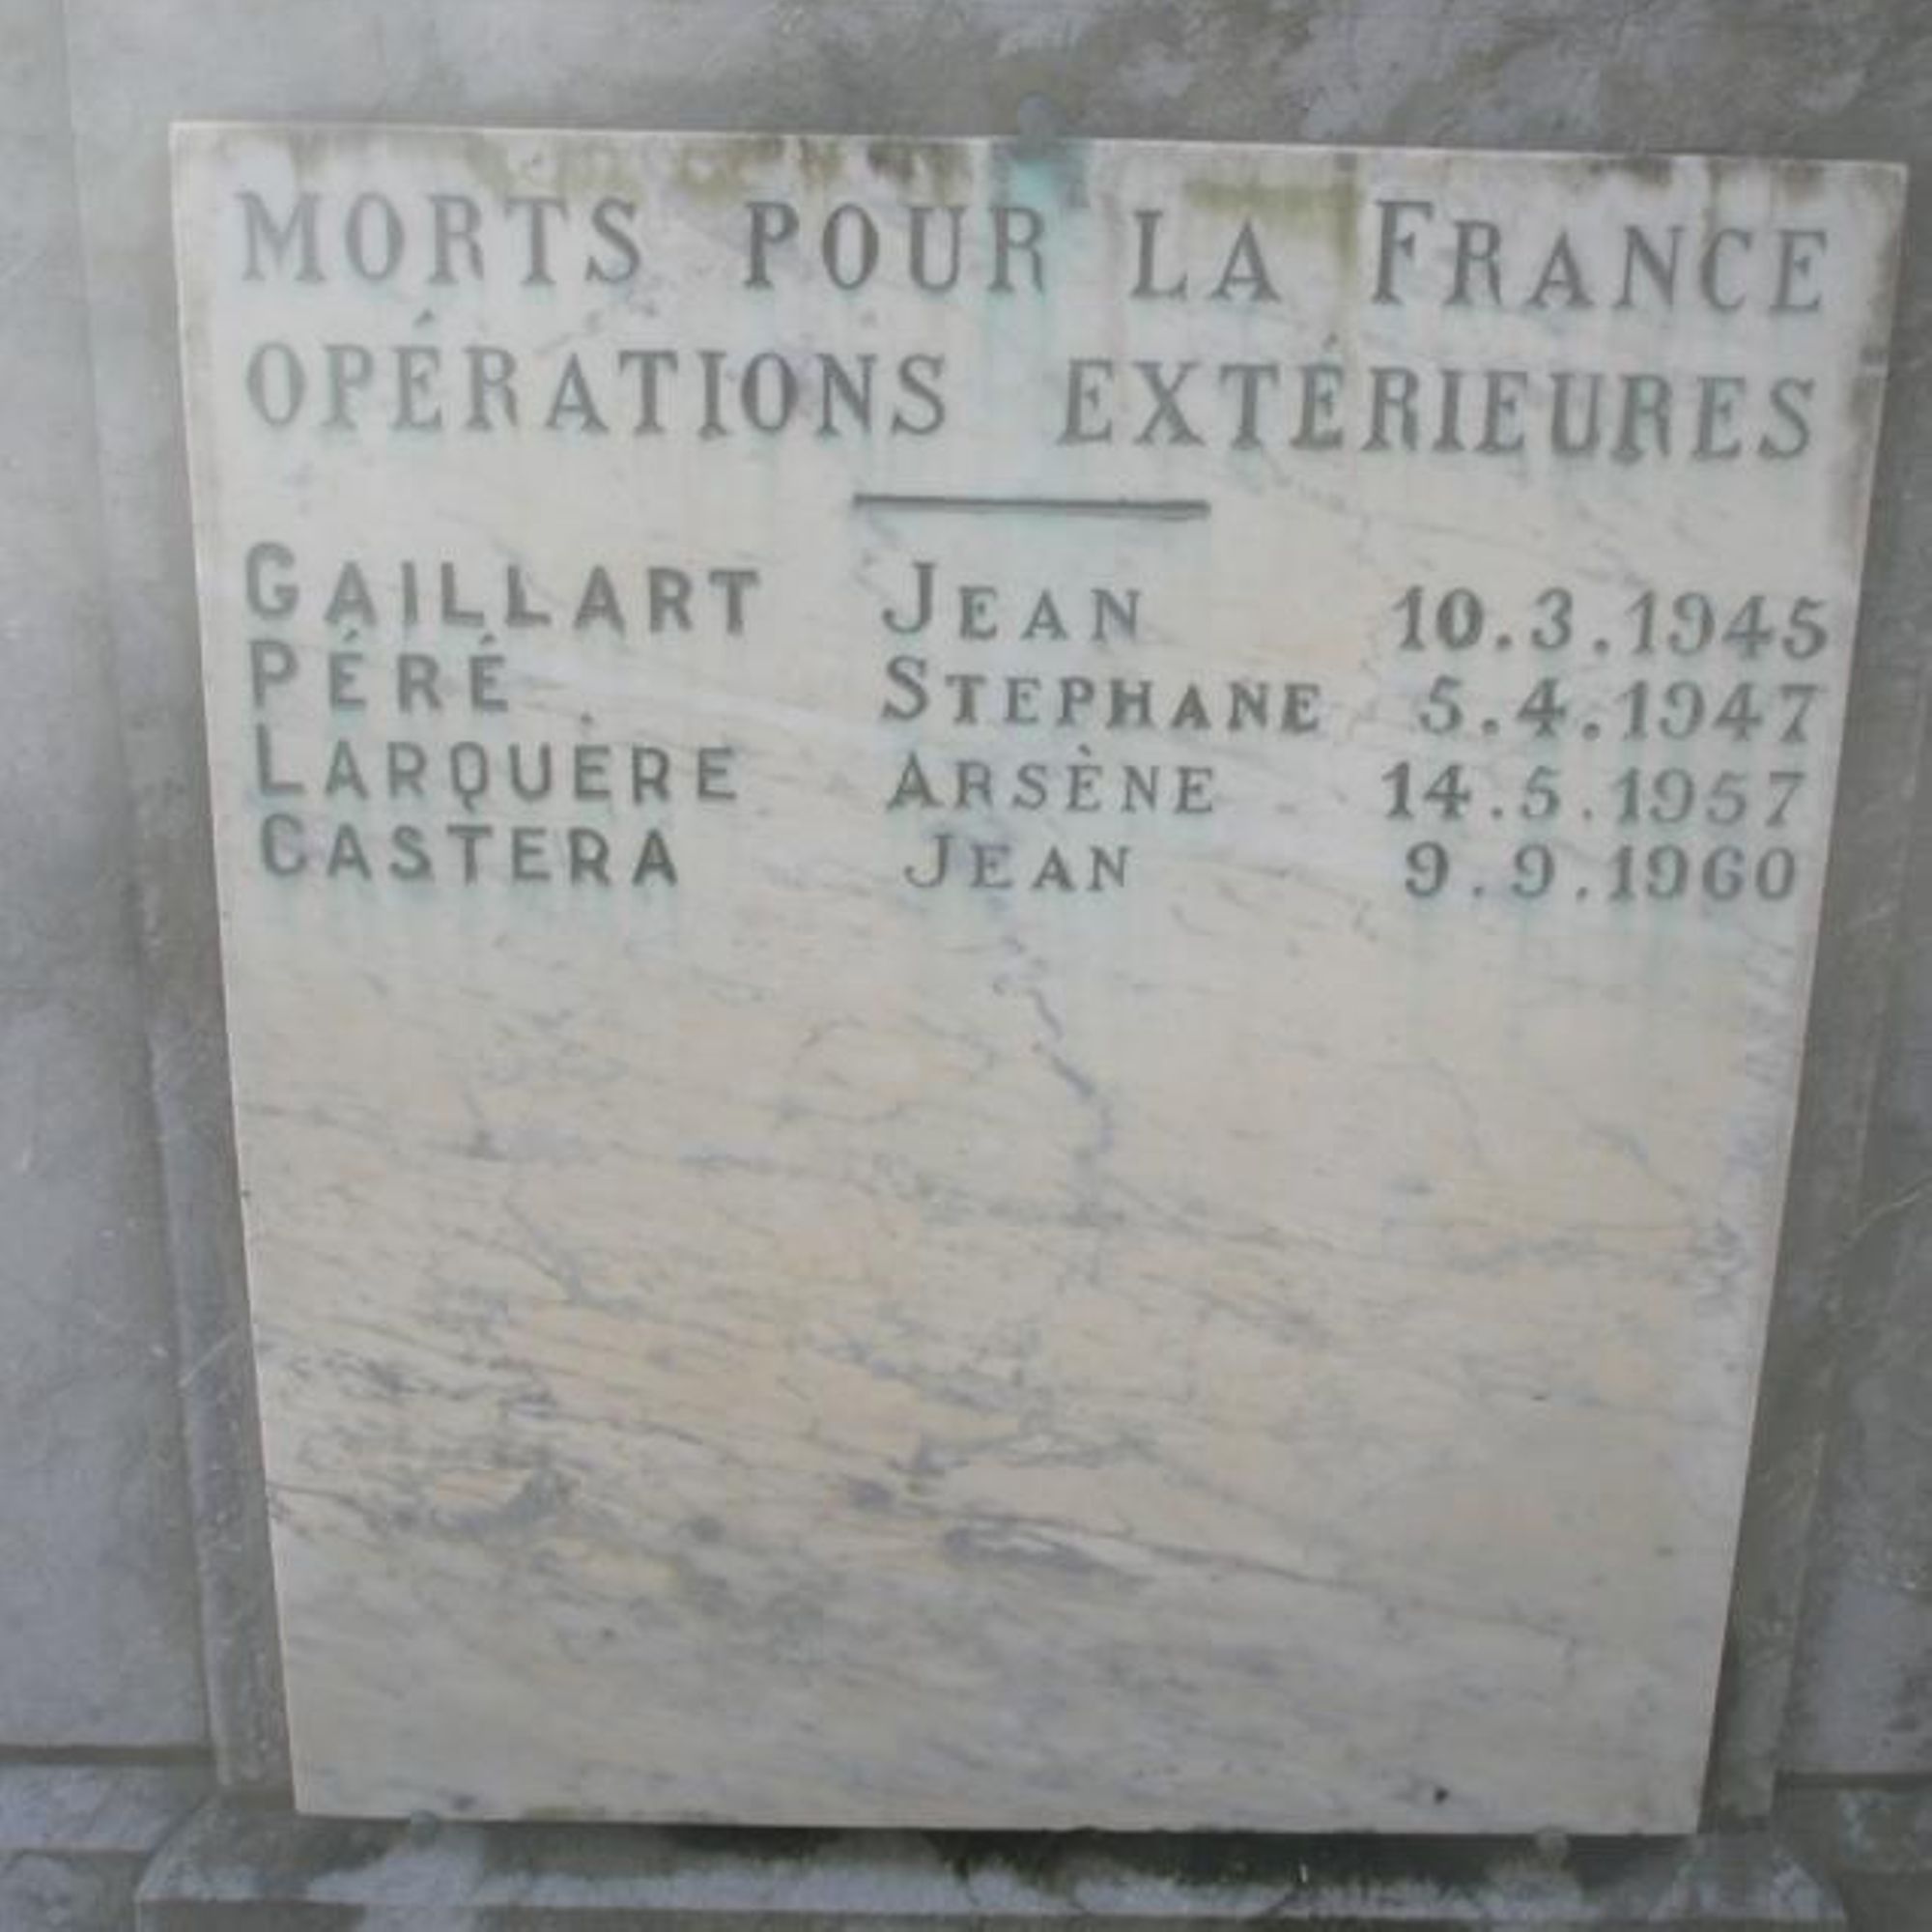 MORTS POUR LA FRANCE
OPÉRATIONS EXTÉRIEURES
GAILLART JEAN 10.3.1945
PÉRÉ STEPHANE 5.4.1947
LARQUÈRE ARSÈNE 14.5.1957
CASTERA JEAN 9.9.1960